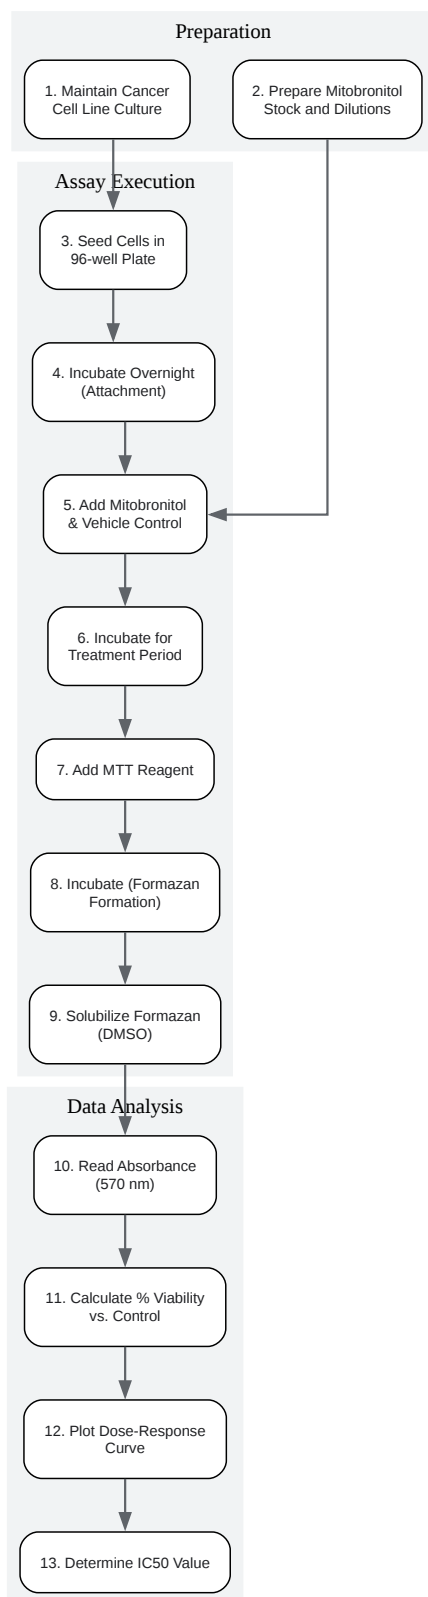 Preparation
1. Maintain Cancer
Cell Line Culture
2. Prepare Mitobronitol
Stock and Dilutions
Assay Execution
3. Seed Cells in
96-well Plate
4. Incubate Overnight
(Attachment)
5. Add Mitobronitol
& Vehicle Control
6. Incubate for
Treatment Period
7. Add MTT Reagent
8. Incubate (Formazan
Formation)
9. Solubilize Formazan
(DMSO)
Data Analysis
10. Read Absorbance
(570 nm)
11. Calculate % Viability
vs. Control
12. Plot Dose-Response
Curve
13. Determine IC50 Value